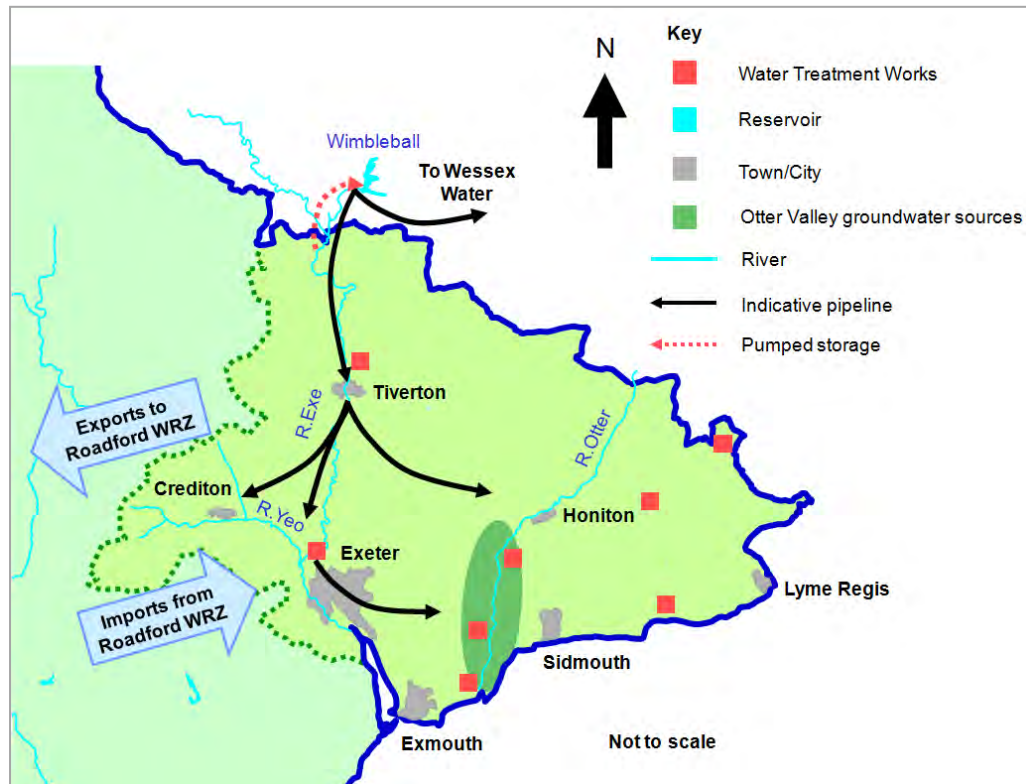 N
Key
Water Treatment Works
Reservoir
Town/City
Otter Valley groundwater sources
River
Indicative pipeline
Pumped storage
Wimbleball
To Wessex
Water
Tiverton
R.Exe
R.Otter
Exports to
Roadford WRZ
Crediton
R.Yeo
Honiton
Exeter
Lyme Regis
Imports from
Roadford WRZ
Sidmouth
Exmouth
Not to scale